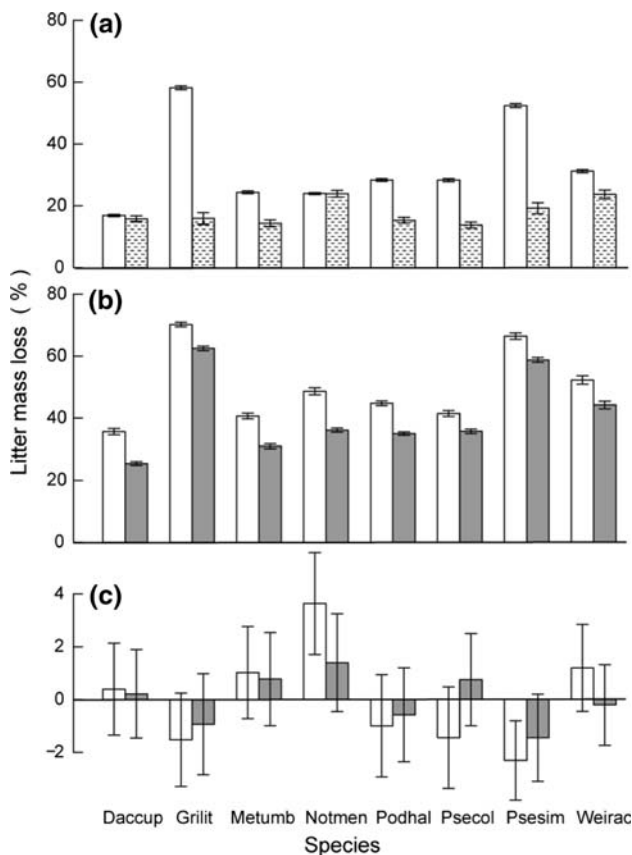 (a)
80
60
40
20
0
(b)
80
60
40
20
0
(c)
4
2
0
−2
Litter mass loss (%)
Daccup Grilit Metumb Notmen Podhal Psecol Psesim Weirac
Species